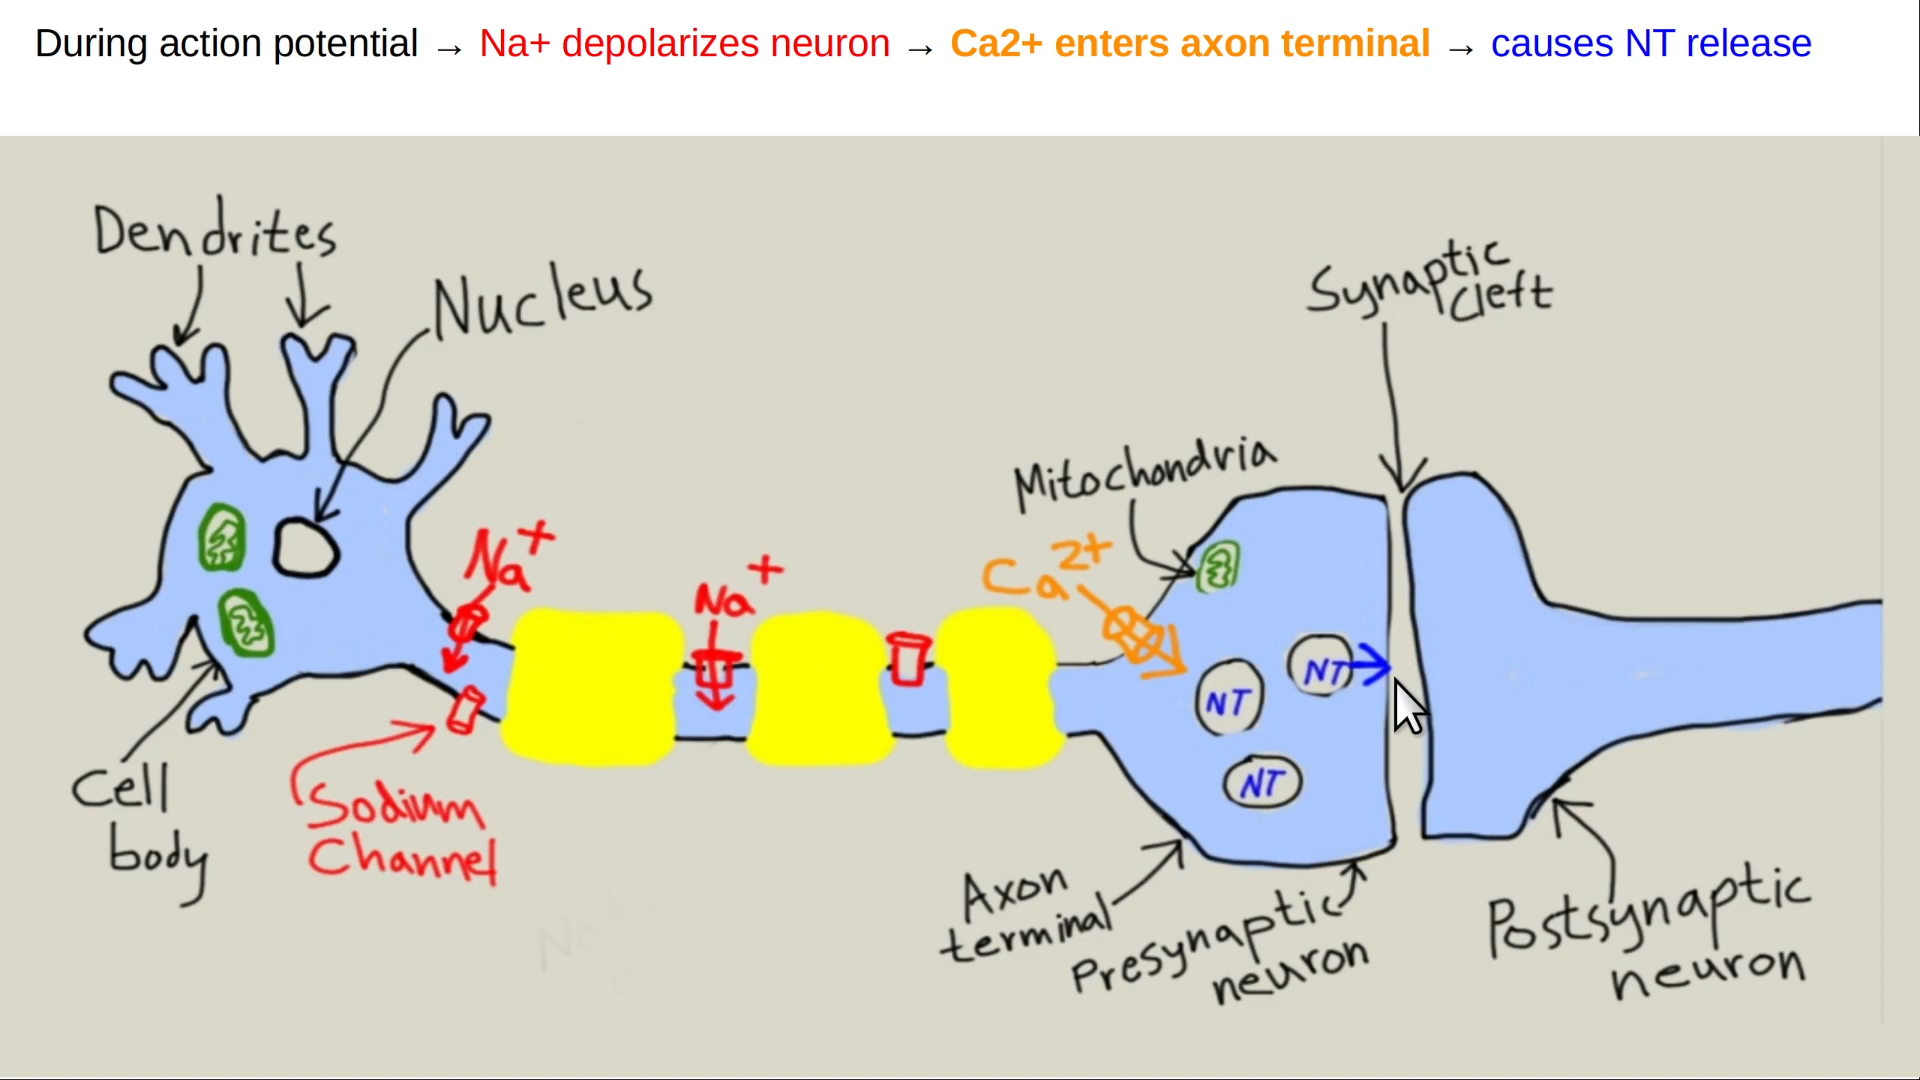 During action potential → Na+ depolarizes neuron → Ca2+ enters axon terminal → causes NT release
Dendrites
Nucleus
Synaptic
cleft
Mitochondria
Na+
Na+
Ca2+
NT
NT
NT
Cell
body
Sodium
Channel
Axon
terminal
Presynaptic
neuron
Postsynaptic
neuron